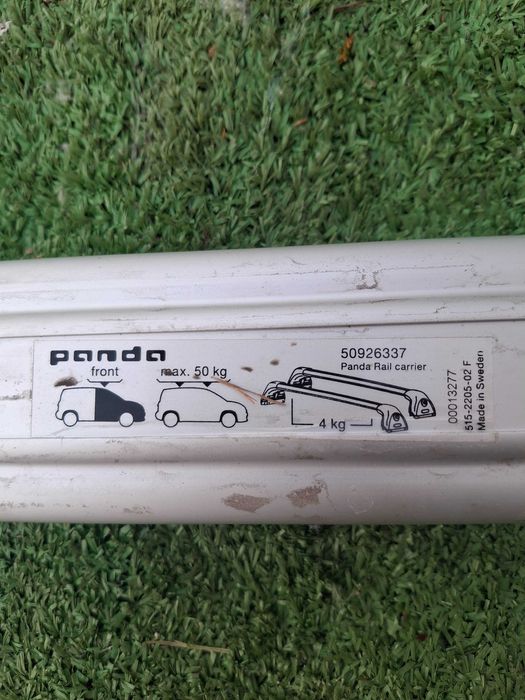 panda
front
max. 50 kg
50926337
Panda Rail carrier
4 kg
00013277
515-2205-02 F
Made in Sweden